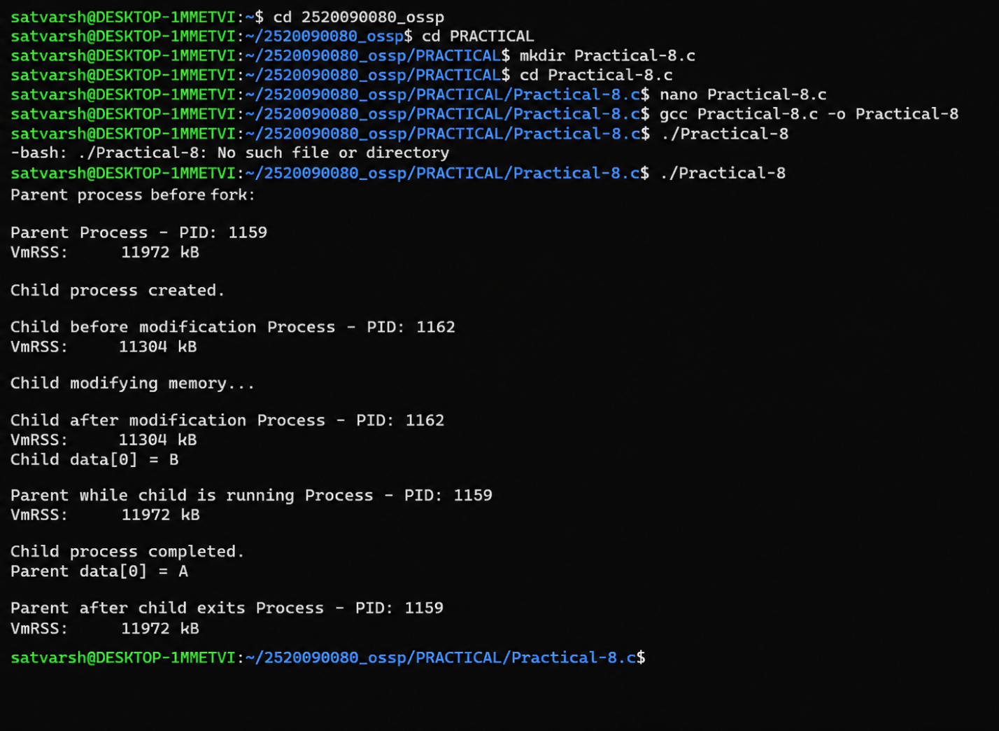 satvarsh@DESKTOP-1MMETVI:~$ cd 2520090080_ossp
satvarsh@DESKTOP-1MMETVI:~/2520090080_ossp$ cd PRACTICAL
satvarsh@DESKTOP-1MMETVI:~/2520090080_ossp/PRACTICAL$ mkdir Practical-8.c
satvarsh@DESKTOP-1MMETVI:~/2520090080_ossp/PRACTICAL$ cd Practical-8.c
satvarsh@DESKTOP-1MMETVI:~/2520090080_ossp/PRACTICAL/Practical-8.c$ nano Practical-8.c
satvarsh@DESKTOP-1MMETVI:~/2520090080_ossp/PRACTICAL/Practical-8.c$ gcc Practical-8.c -o Practical-8
satvarsh@DESKTOP-1MMETVI:~/2520090080_ossp/PRACTICAL/Practical-8.c$ ./Practical-8
-bash: ./Practical-8: No such file or directory
satvarsh@DESKTOP-1MMETVI:~/2520090080_ossp/PRACTICAL/Practical-8.c$ ./Practical-8
Parent process before fork:
Parent Process - PID: 1159
VmRSS: 11972 kB
Child process created.
Child before modification Process - PID: 1162
VmRSS: 11304 kB
Child modifying memory...
Child after modification Process - PID: 1162
VmRSS: 11304 kB
Child data[0] = B
Parent while child is running Process - PID: 1159
VmRSS: 11972 kB
Child process completed.
Parent data[0] = A
Parent after child exits Process - PID: 1159
VmRSS: 11972 kB
satvarsh@DESKTOP-1MMETVI:~/2520090080_ossp/PRACTICAL/Practical-8.c$